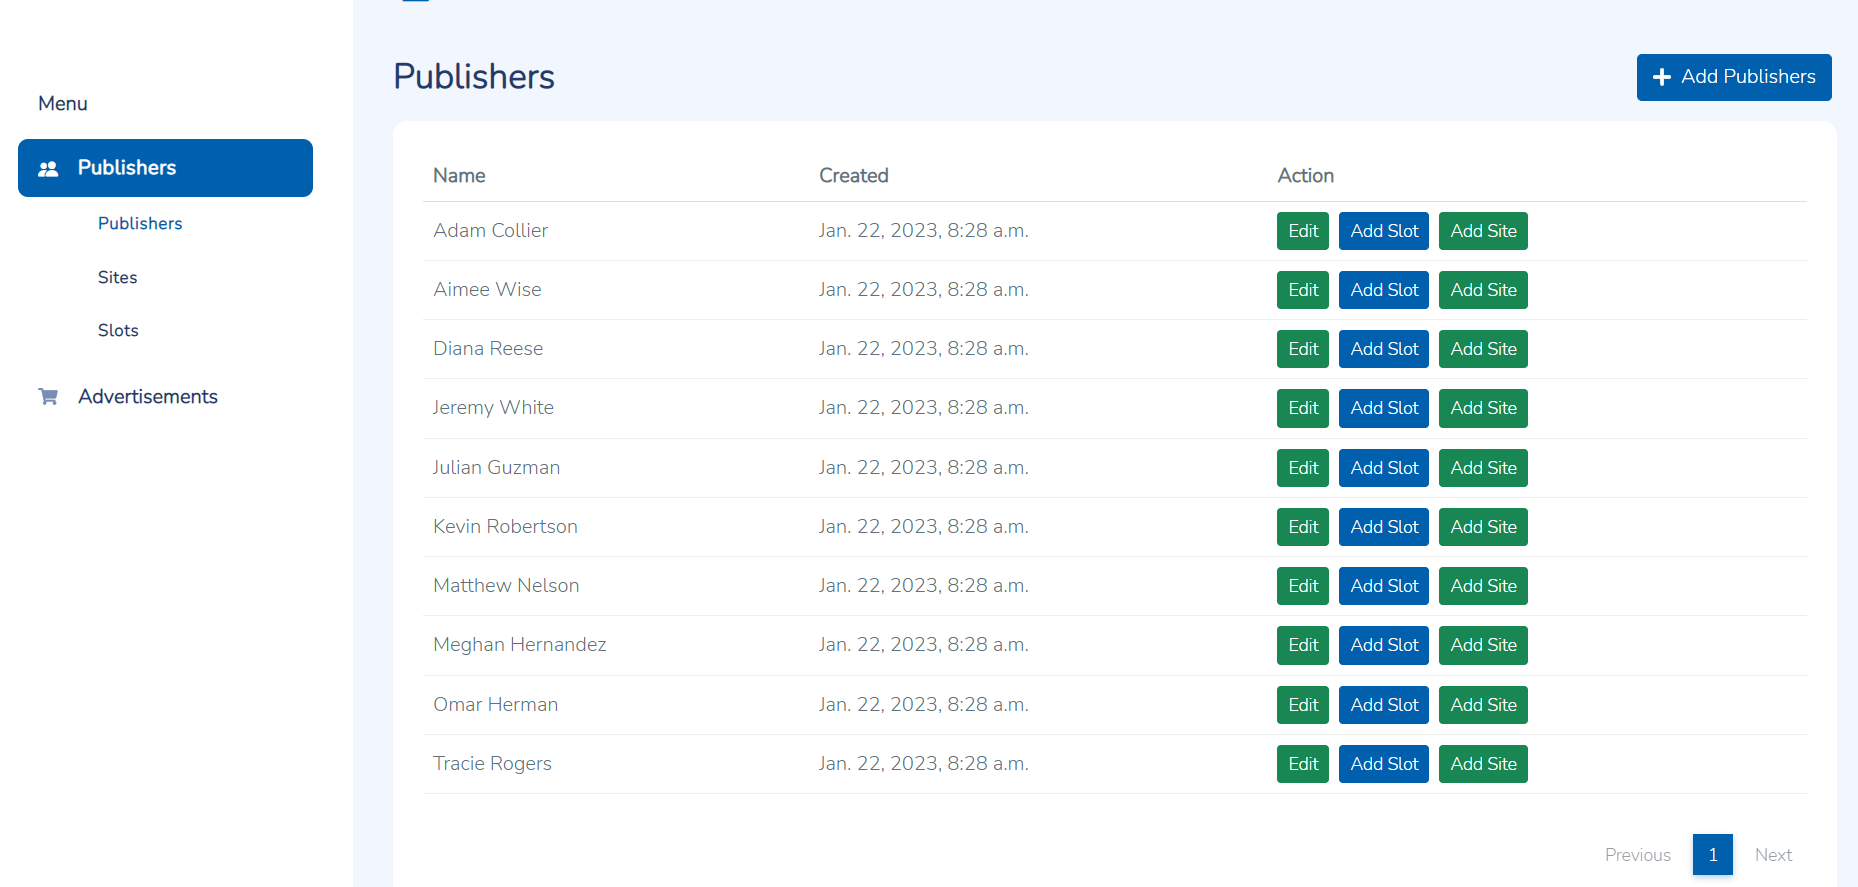 Menu
Publishers
Publishers
Sites
Slots
Advertisements
Publishers
Add Publishers
Name Created Action
Adam Collier Jan. 22, 2023, 8:28 a.m. Edit Add Slot Add Site
Aimee Wise Jan. 22, 2023, 8:28 a.m. Edit Add Slot Add Site
Diana Reese Jan. 22, 2023, 8:28 a.m. Edit Add Slot Add Site
Jeremy White Jan. 22, 2023, 8:28 a.m. Edit Add Slot Add Site
Julian Guzman Jan. 22, 2023, 8:28 a.m. Edit Add Slot Add Site
Kevin Robertson Jan. 22, 2023, 8:28 a.m. Edit Add Slot Add Site
Matthew Nelson Jan. 22, 2023, 8:28 a.m. Edit Add Slot Add Site
Meghan Hernandez Jan. 22, 2023, 8:28 a.m. Edit Add Slot Add Site
Omar Herman Jan. 22, 2023, 8:28 a.m. Edit Add Slot Add Site
Tracie Rogers Jan. 22, 2023, 8:28 a.m. Edit Add Slot Add Site
Previous 1 Next